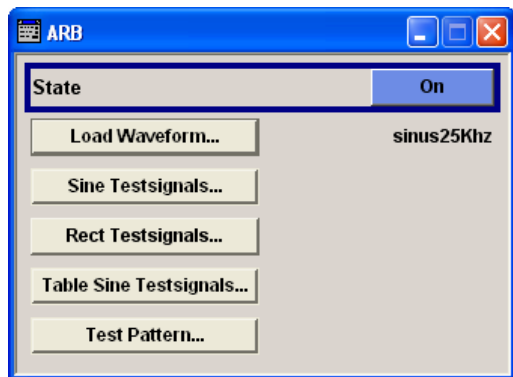 ARB
State On
Load Waveform... sinus25Khz
Sine Testsignals...
Rect Testsignals...
Table Sine Testsignals...
Test Pattern...